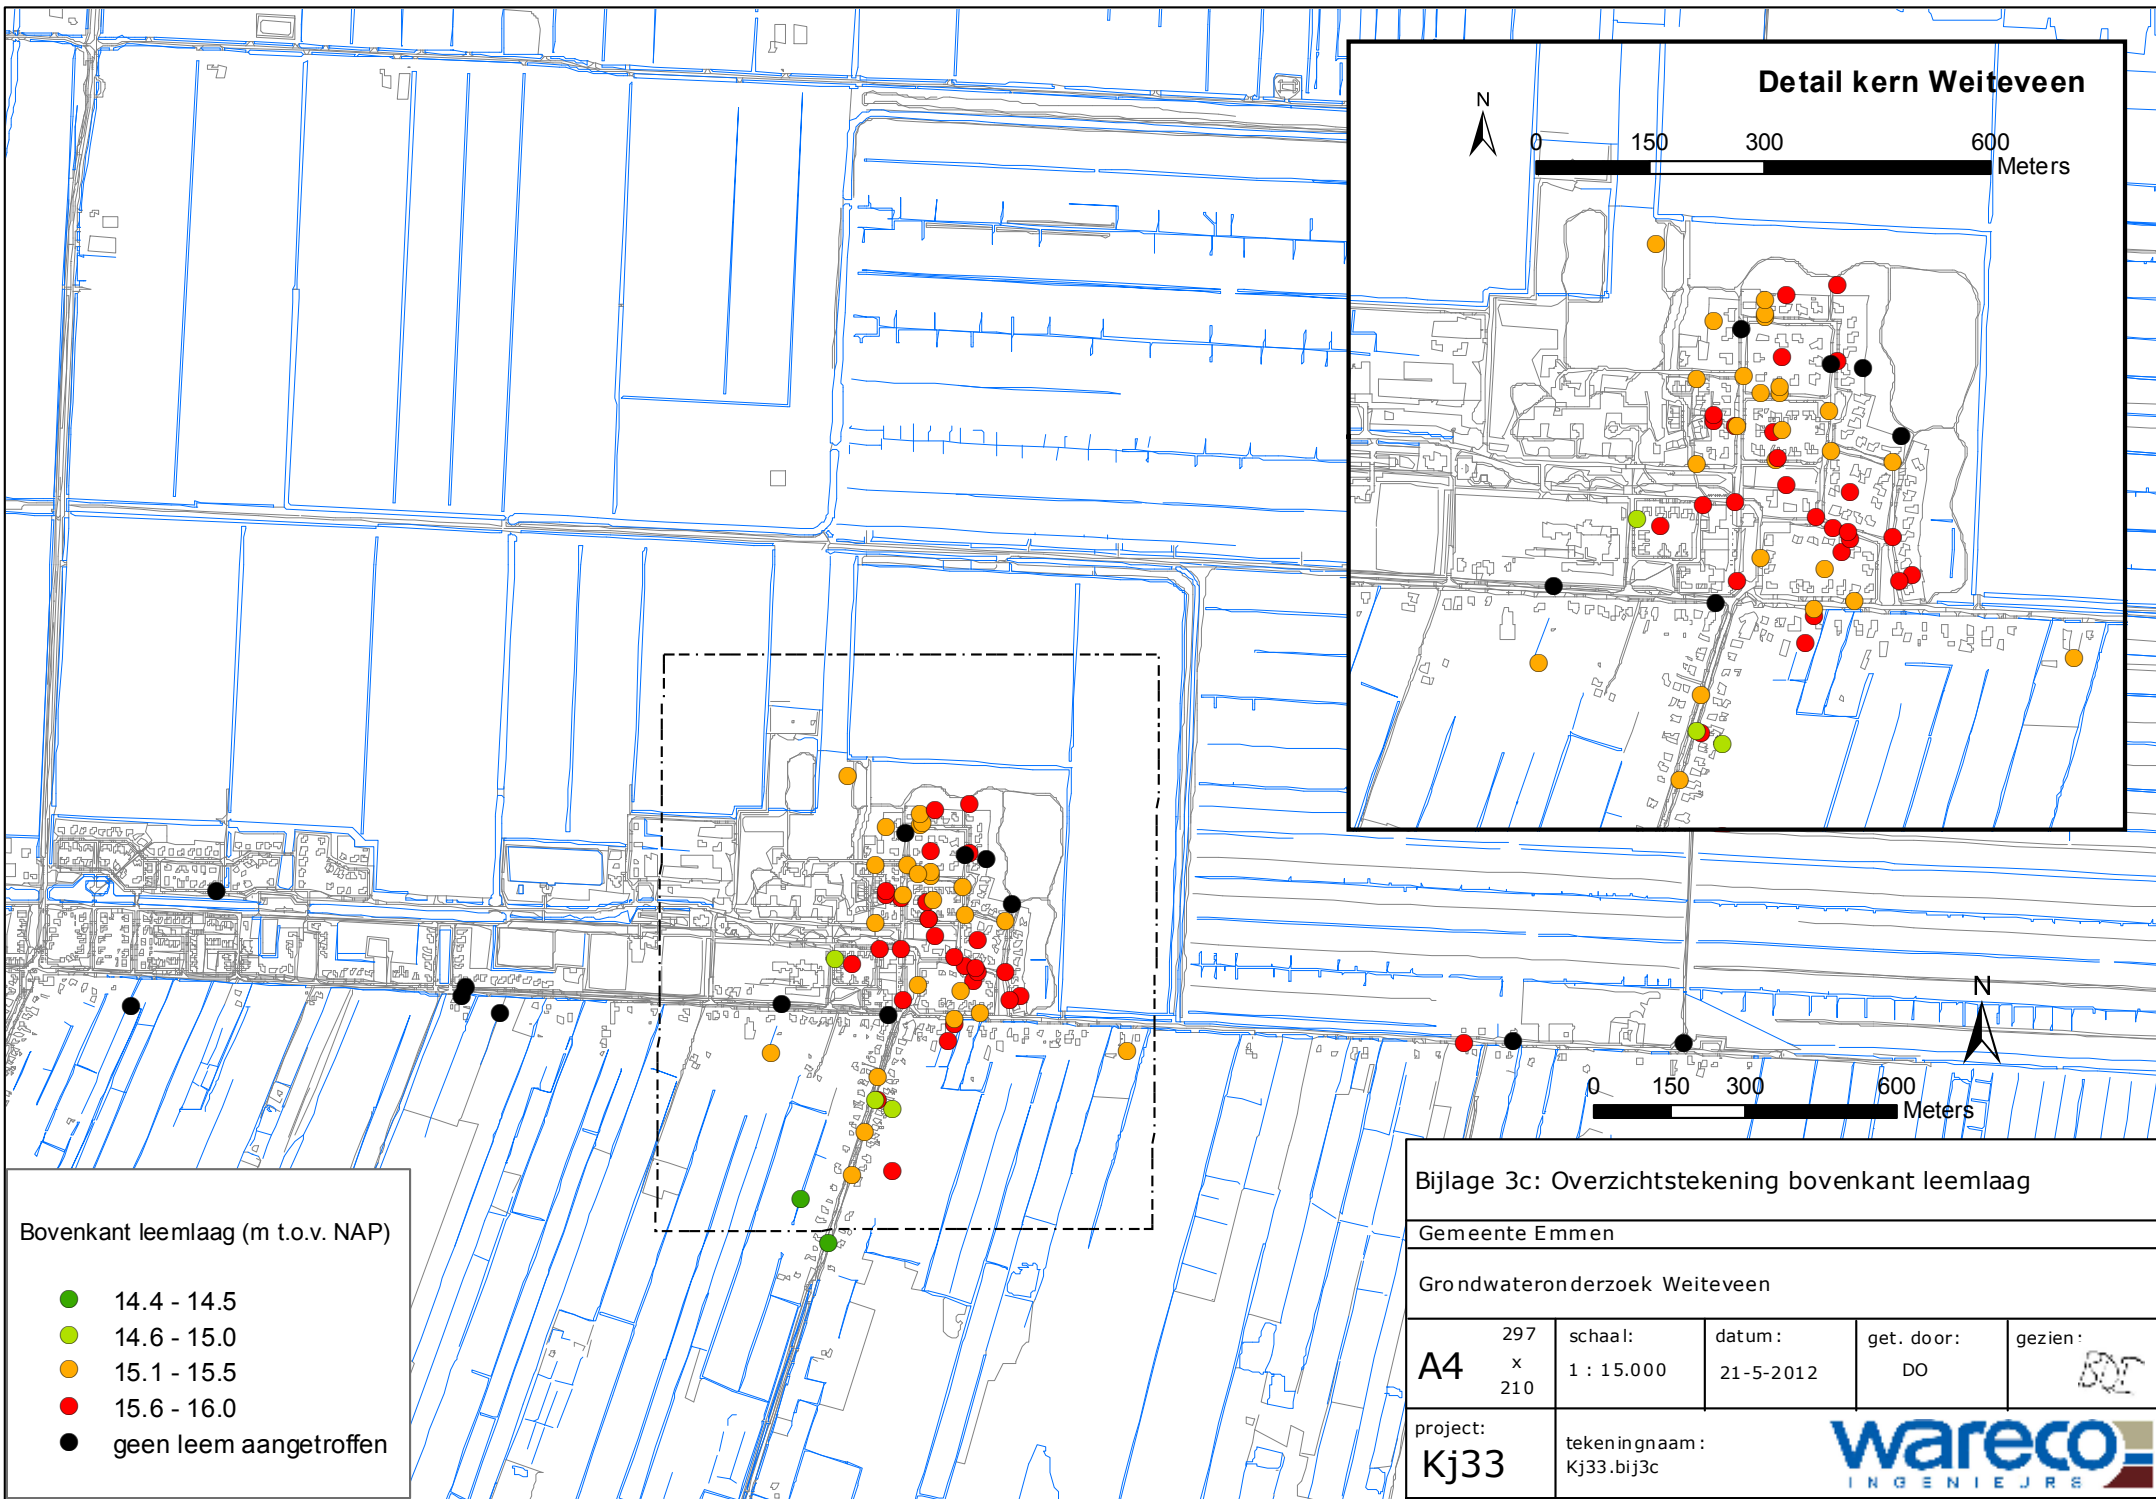 Detail kern Weiteveen
N
0 150 300 600
Meters
N
0 150 300 600
Meters
Bovenkant leemlaag (m t.o.v. NAP)
14.4 - 14.5
14.6 - 15.0
15.1 - 15.5
15.6 - 16.0
geen leem aangetroffen
Bijlage 3c: Overzichtstekening bovenkant leemlaag
Gemeente Emmen
Grondwateronderzoek Weiteveen
A4 297 x 210
schaal:
1 : 15.000
datum:
21-5-2012
get. door:
DO
gezien:
project:
Kj33
tekeningnaam:
Kj33.bij3c
wareco
INGENIEURS